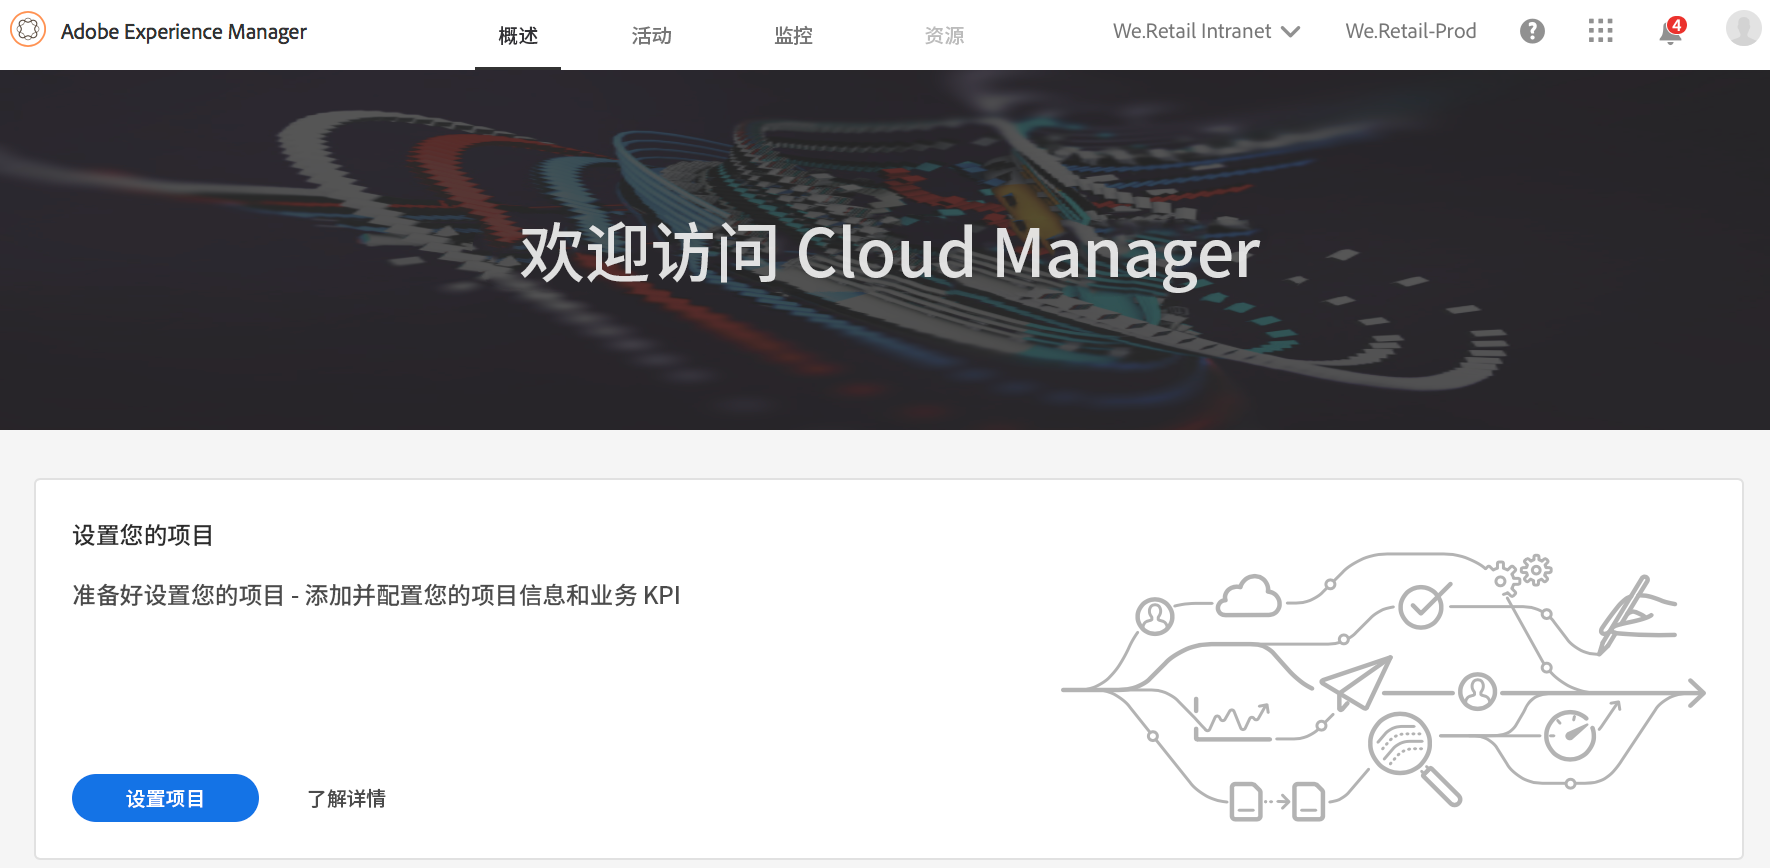 Adobe Experience Manager
概述
活动
监控
资源
We.Retail Intranet
We.Retail-Prod
?
4
欢迎访问 Cloud Manager
设置您的项目
准备好设置您的项目 - 添加并配置您的项目信息和业务 KPI
设置项目
了解详情